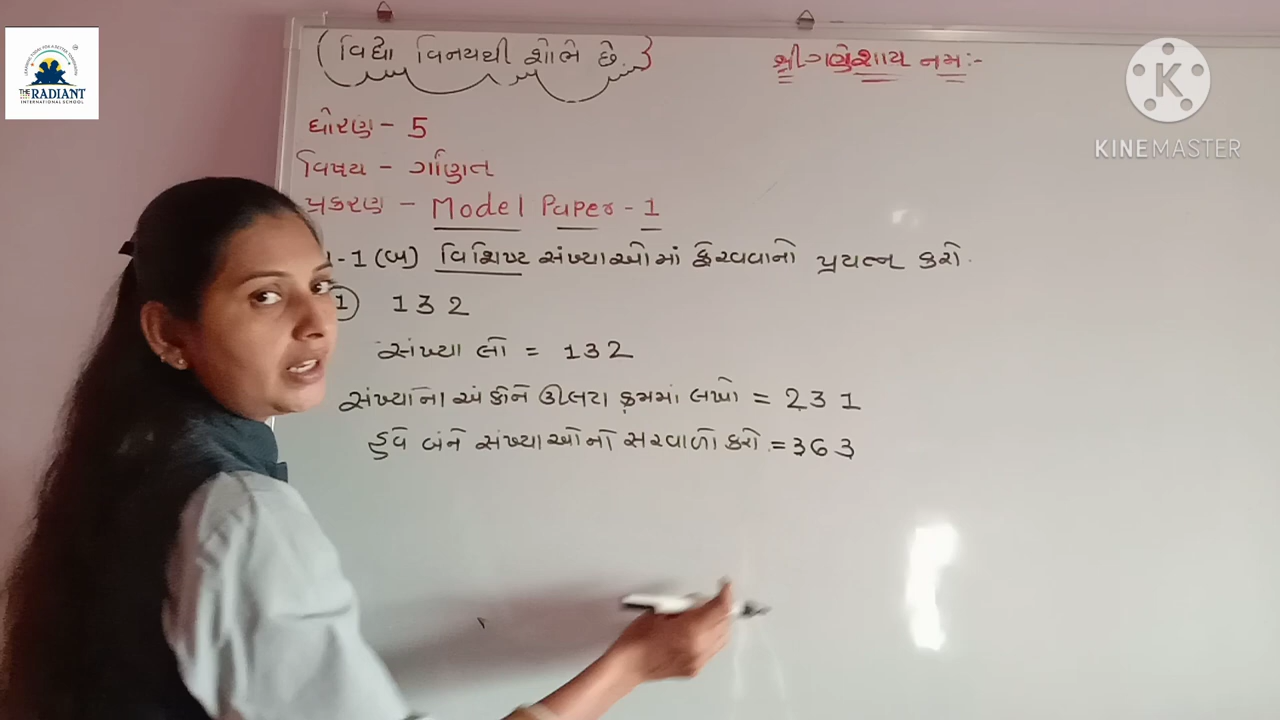 THE RADIANT
INTERNATIONAL SCHOOL
(વિદ્યા વિનયથી શોભે છે.}
શ્રી ગણેશાય નમઃ-
KINEMASTER
ધોરણ - 5
વિષય - ગણિત
પ્રકરણ - Model Paper - 1
-1 (બ) વિશિષ્ટ સંખ્યાઓમાં ફેરવવાનો પ્રયત્ન કરો.
① 132
સંખ્યા લો = 132
સંખ્યાના અંકોને ઊલટા ક્રમમાં લખો = 231
હવે બંને સંખ્યાઓનો સરવાળો કરો = 363